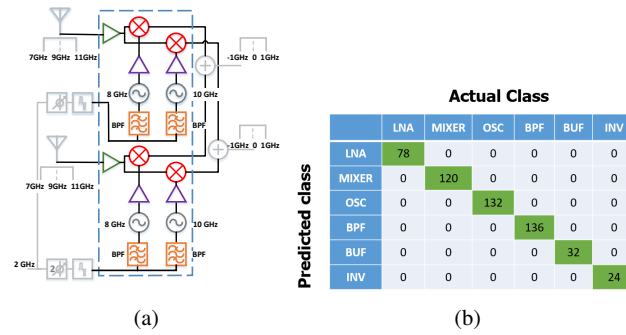 7GHz 9GHz 11GHz
-1GHz 0 1GHz
8 GHz
10 GHz
BPF
BPF
-1GHz 0 1GHz
7GHz 9GHz 11GHz
8 GHz
10 GHz
BPF
BPF
2 GHz
2
(a)
Actual Class
Predicted class
LNA MIXER OSC BPF BUF INV
LNA 78 0 0 0 0 0
MIXER 0 120 0 0 0 0
OSC 0 0 132 0 0 0
BPF 0 0 0 136 0 0
BUF 0 0 0 0 32 0
INV 0 0 0 0 0 24
(b)